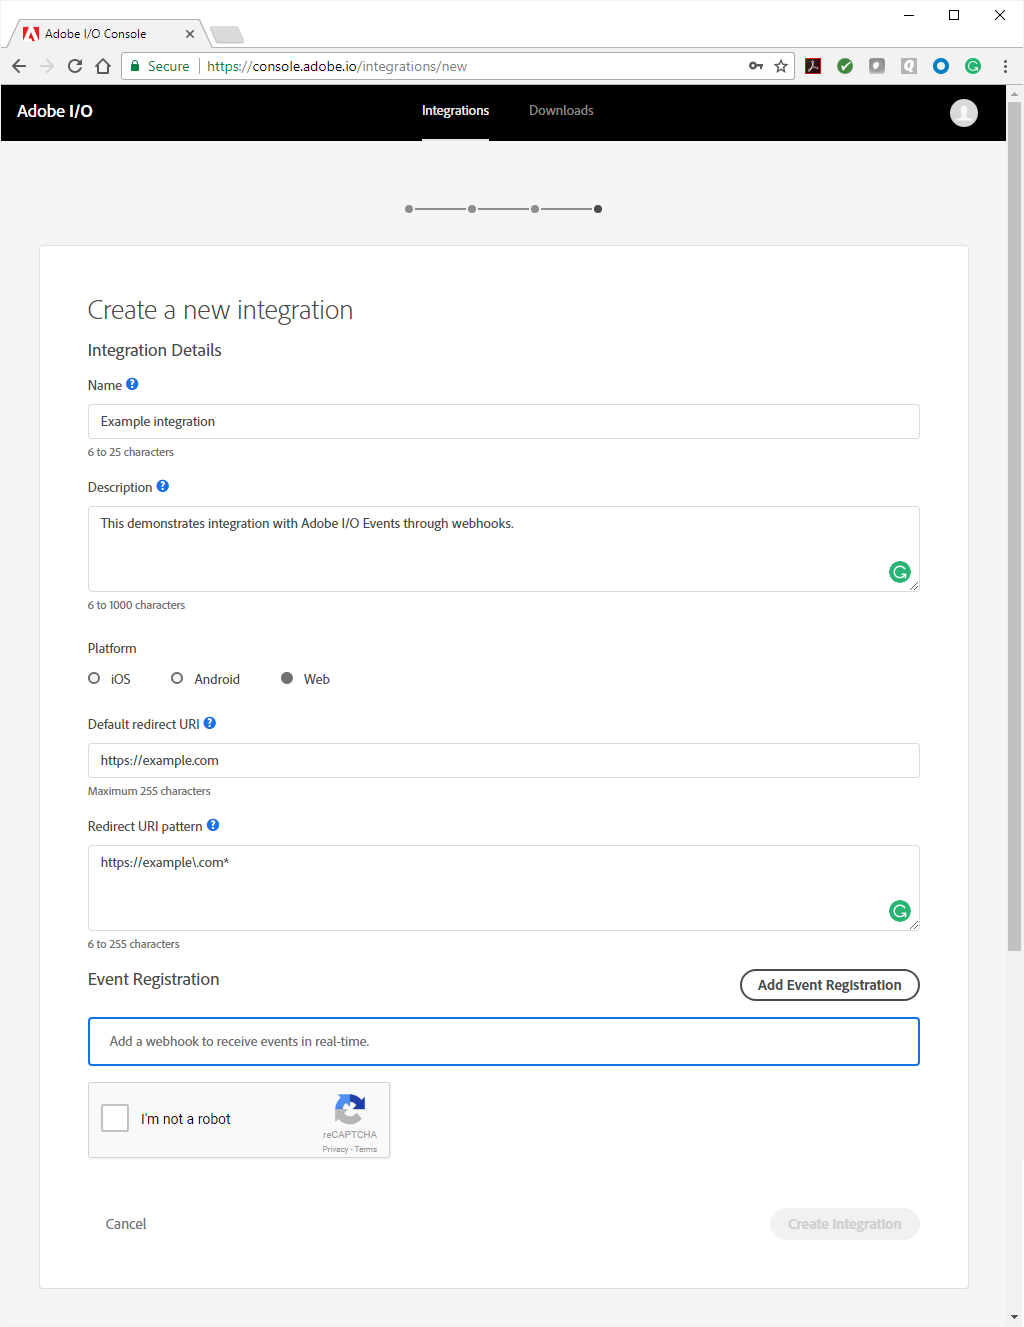 Adobe I/O Console
Secure https://console.adobe.io/integrations/new
Adobe I/O Integrations Downloads
Create a new integration
Integration Details
Name
Example integration
6 to 25 characters
Description
This demonstrates integration with Adobe I/O Events through webhooks.
6 to 1000 characters
Platform
iOS Android Web
Default redirect URI
https://example.com
Maximum 255 characters
Redirect URI pattern
https://example\.com*
6 to 255 characters
Event Registration Add Event Registration
Add a webhook to receive events in real-time.
I'm not a robot
reCAPTCHA
Privacy - Terms
Cancel Create Integration